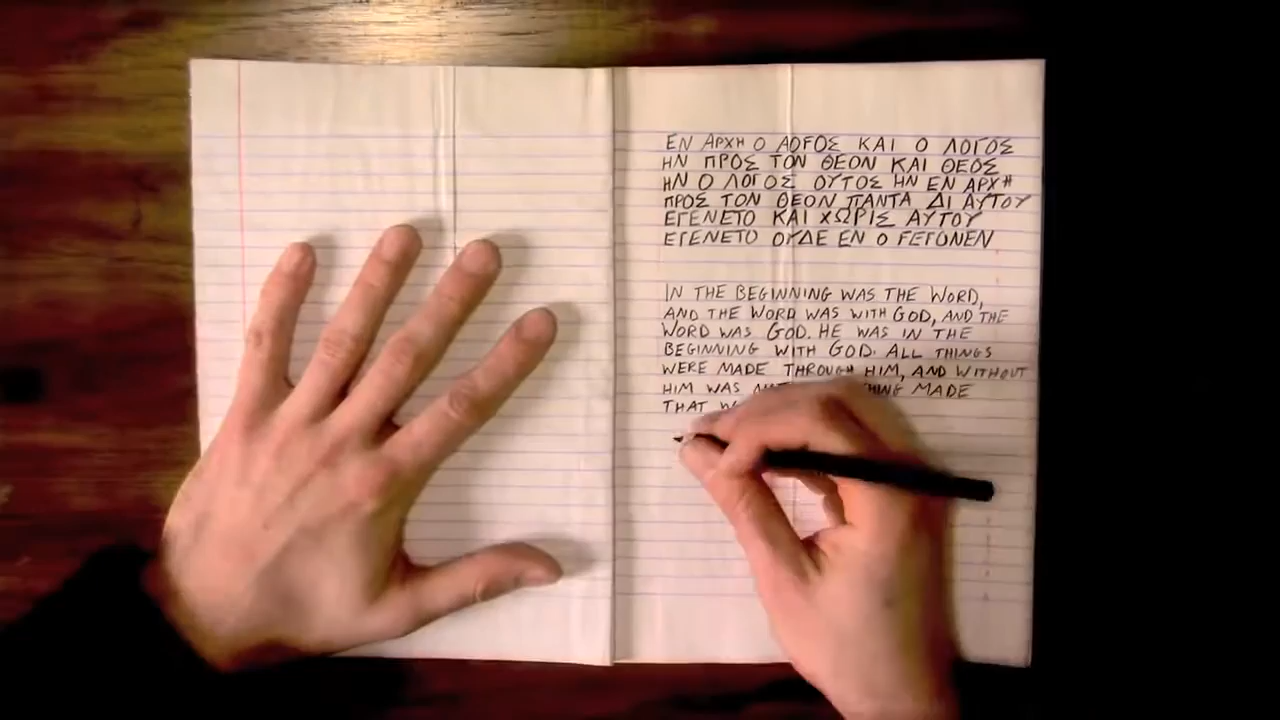 ΕΝ ΑΡΧΗ Ο ΛΟΓΟΣ ΚΑΙ Ο ΛΟΓΟΣ
ΗΝ ΠΡΟΣ ΤΟΝ ΘΕΟΝ ΚΑΙ ΘΕΟΣ
ΗΝ Ο ΛΟΓΟΣ ΟΥΤΟΣ ΗΝ ΕΝ ΑΡΧΗ
ΠΡΟΣ ΤΟΝ ΘΕΟΝ ΠΑΝΤΑ ΔΙ ΑΥΤΟΥ
ΕΓΕΝΕΤΟ ΚΑΙ ΧΩΡΙΣ ΑΥΤΟΥ
ΕΓΕΝΕΤΟ ΟΥΔΕ ΕΝ Ο ΓΕΓΟΝΕΝ
IN THE BEGINNING WAS THE WORD,
AND THE WORD WAS WITH GOD, AND THE
WORD WAS GOD. HE WAS IN THE
BEGINNING WITH GOD. ALL THINGS
WERE MADE THROUGH HIM, AND WITHOUT
HIM WAS MADE
THAT